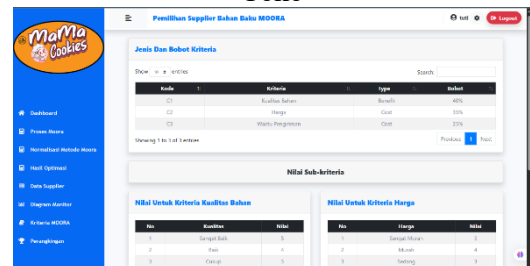 MaMa
Cookies
Pemilihan Supplier Bahan Baku MOORA
tuti
Logout
Dashboard
Proses Moora
Normalisasi Metode Moora
Hasil Optimasi
Data Supplier
Diagram Monitor
Kriteria MOORA
Perangkingan
Jenis Dan Bobot Kriteria
Show entries
Search:
Kode Kriteria Type Bobot
C1 Kualitas Bahan Benefit 40%
C2 Harga Cost
C3 Waktu Pengiriman Cost 25%
Showing 1 to 3 of 3 entries
Previous 1 Next
Nilai Sub-kriteria
Nilai Untuk Kriteria Kualitas Bahan
No Kualitas Nilai
1 Sangat Baik 5
2 Baik 4
3 Cukup 3
Nilai Untuk Kriteria Harga
No Harga Nilai
1 Sangat Murah 5
2 Murah 4
3 Sedang 3